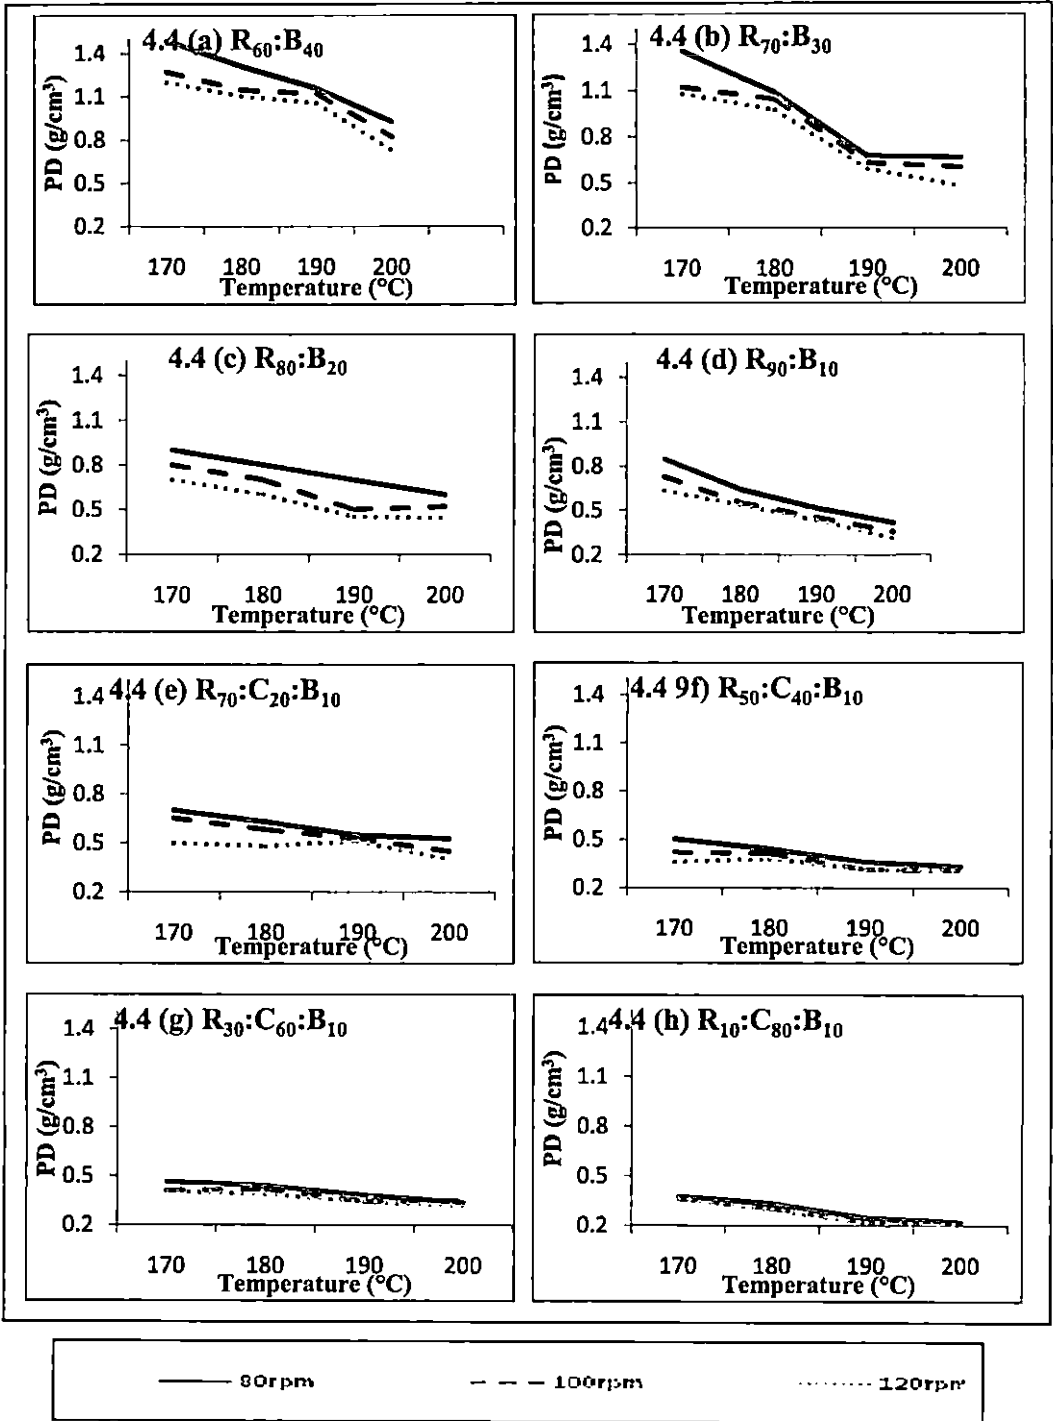 4.4 (a) R60:B40
1.4
1.1
0.8
0.5
0.2
PD (g/cm³)
170 180 190 200
Temperature (°C)
4.4 (b) R70:B30
1.4
1.1
0.8
0.5
0.2
PD (g/cm³)
170 180 190 200
Temperature (°C)
4.4 (c) R80:B20
1.4
1.1
0.8
0.5
0.2
PD (g/cm³)
170 180 190 200
Temperature (°C)
4.4 (d) R90:B10
1.4
1.1
0.8
0.5
0.2
PD (g/cm³)
170 180 190 200
Temperature (°C)
4.4 (e) R70:C20:B10
1.4
1.1
0.8
0.5
0.2
PD (g/cm³)
170 180 190 200
Temperature (°C)
4.4 9f) R50:C40:B10
1.4
1.1
0.8
0.5
0.2
PD (g/cm³)
170 180 190 200
Temperature (°C)
4.4 (g) R30:C60:B10
1.4
1.1
0.8
0.5
0.2
PD (g/cm³)
170 180 190 200
Temperature (°C)
4.4 (h) R10:C80:B10
1.4
1.1
0.8
0.5
0.2
PD (g/cm³)
170 180 190 200
Temperature (°C)
80rpm 100rpm 120rpm